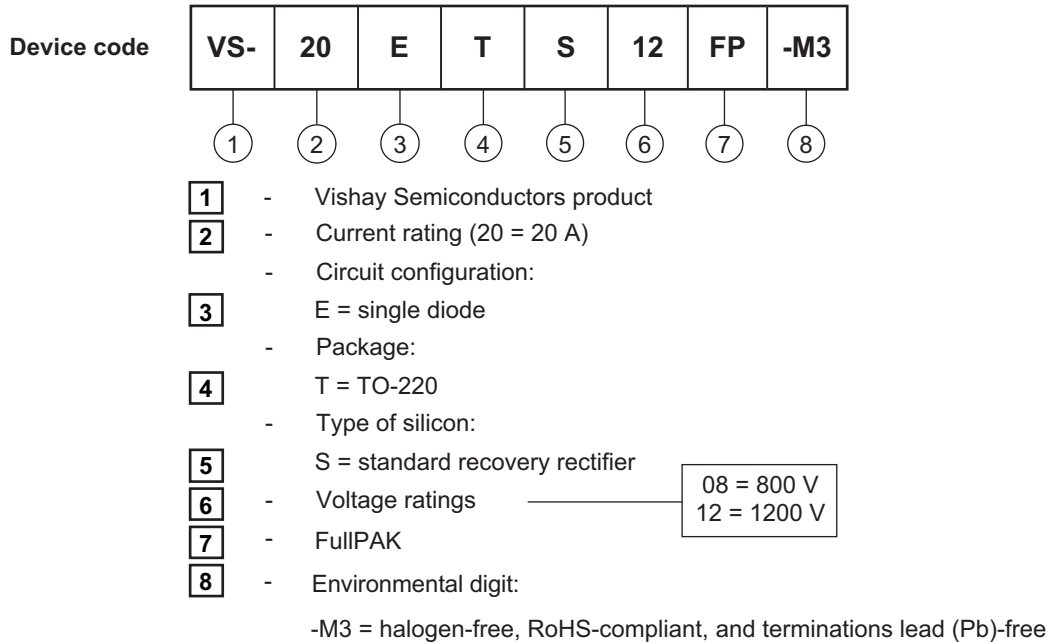 Device code VS- 20 E T S 12 FP -M3
1 2 3 4 5 6 7 8
1 - Vishay Semiconductors product
2 - Current rating (20 = 20 A)
- Circuit configuration:
3 E = single diode
- Package:
4 T = TO-220
- Type of silicon:
5 S = standard recovery rectifier
6 - Voltage ratings
08 = 800 V
12 = 1200 V
7 - FullPAK
8 - Environmental digit:
-M3 = halogen-free, RoHS-compliant, and terminations lead (Pb)-free